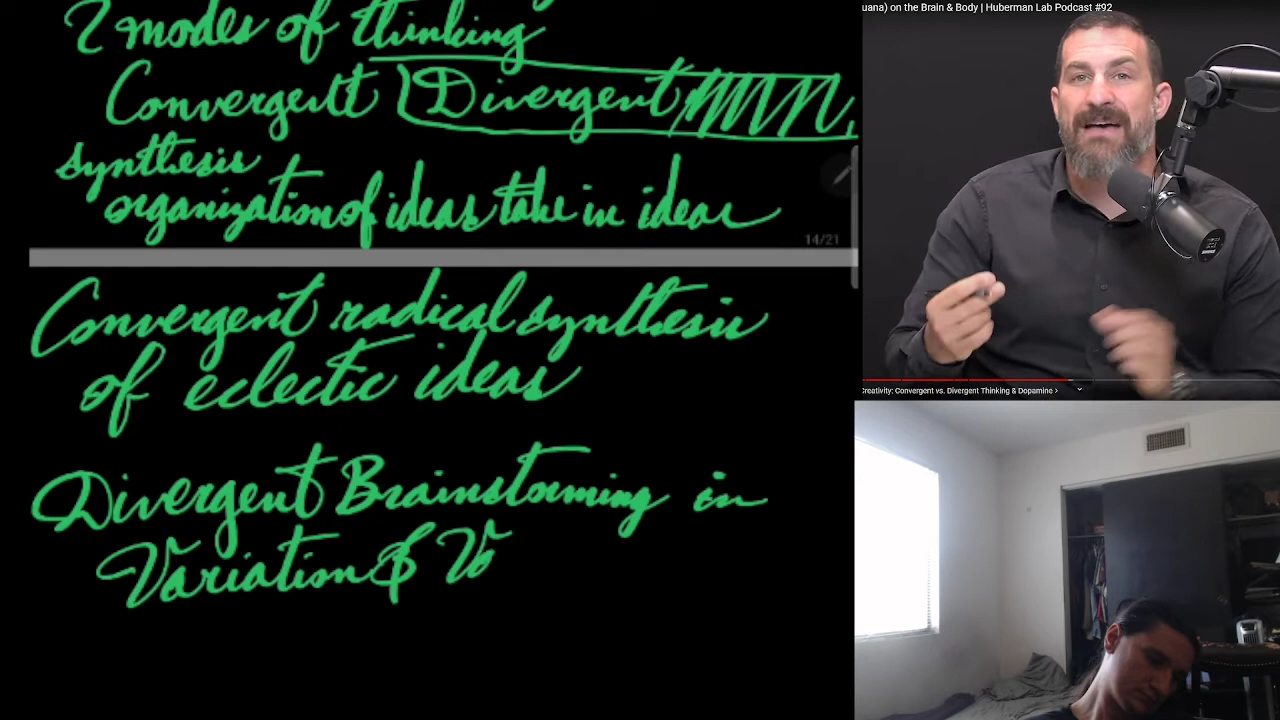 2 modes of thinking
Convergent Divergent
synthesis
organization of ideas take in ideas
14/21
Convergent radical synthesis
of eclectic ideas
Divergent Brainstorming in
Variation & Vo
uana) on the Brain & Body | Huberman Lab Podcast #92
Creativity: Convergent vs. Divergent Thinking & Dopamine >